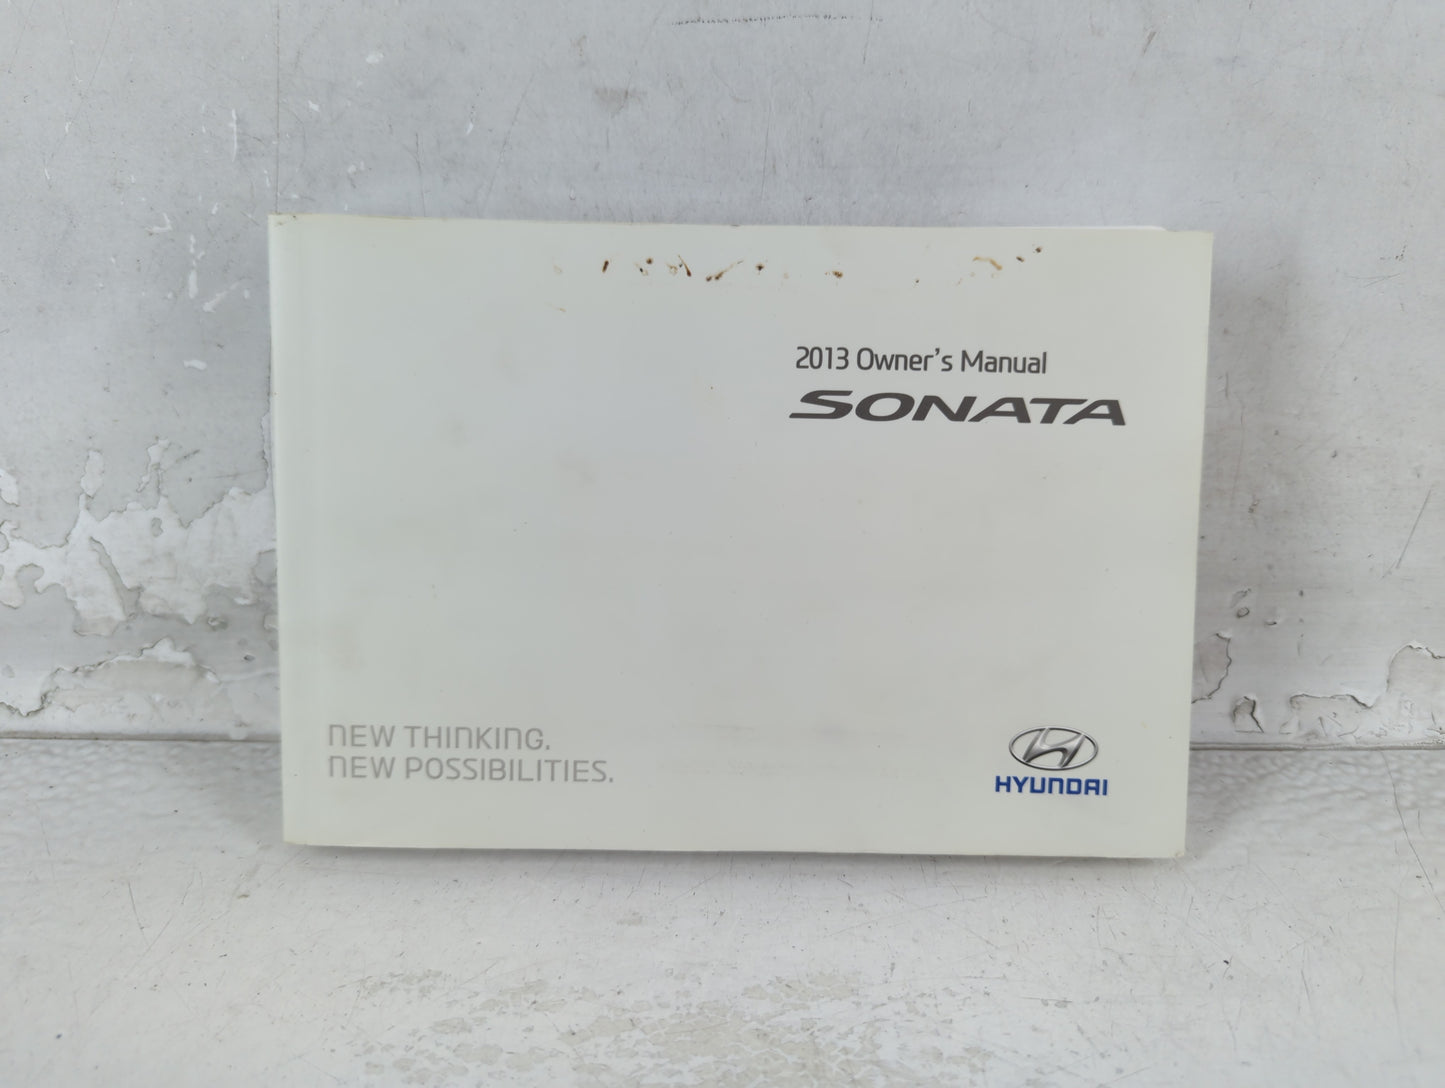 2013 Owner's Manual
SONATA
NEW THINKING.
NEW POSSIBILITIES.
HYUNDAI